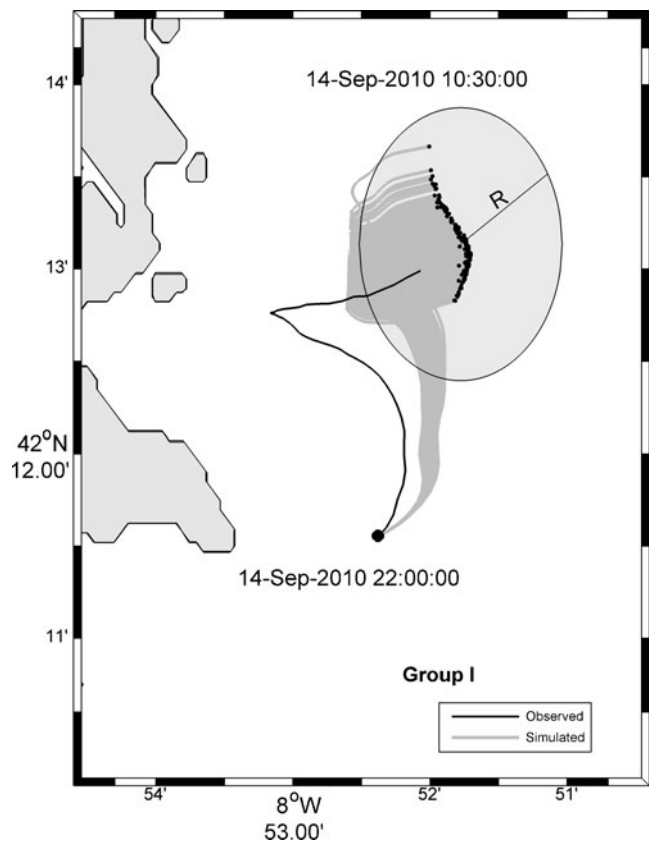 14-Sep-2010 10:30:00
14'
R
13'
42°N
12.00'
14-Sep-2010 22:00:00
11'
Group I
Observed
Simulated
54'
8°W
53.00'
52'
51'